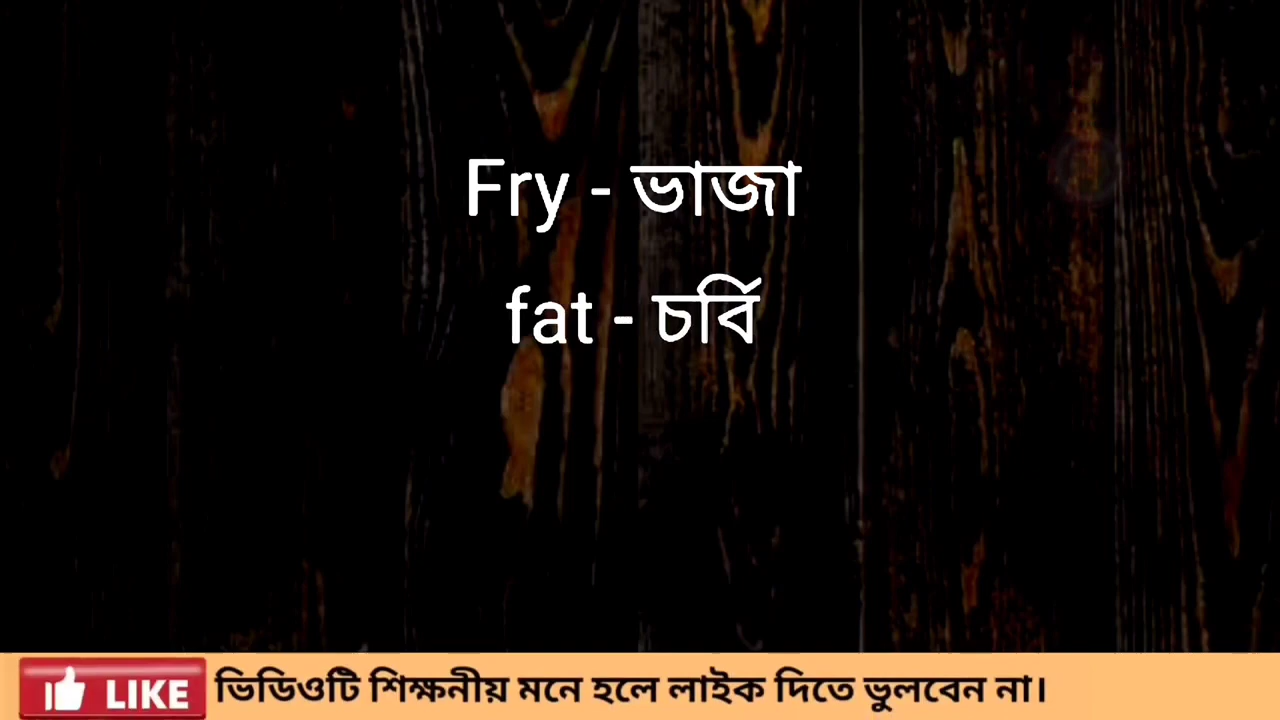 Fry - ভাজা
fat - চর্বি
LIKE ভিডিওটি শিক্ষনীয় মনে হলে লাইক দিতে ভুলবেন না।